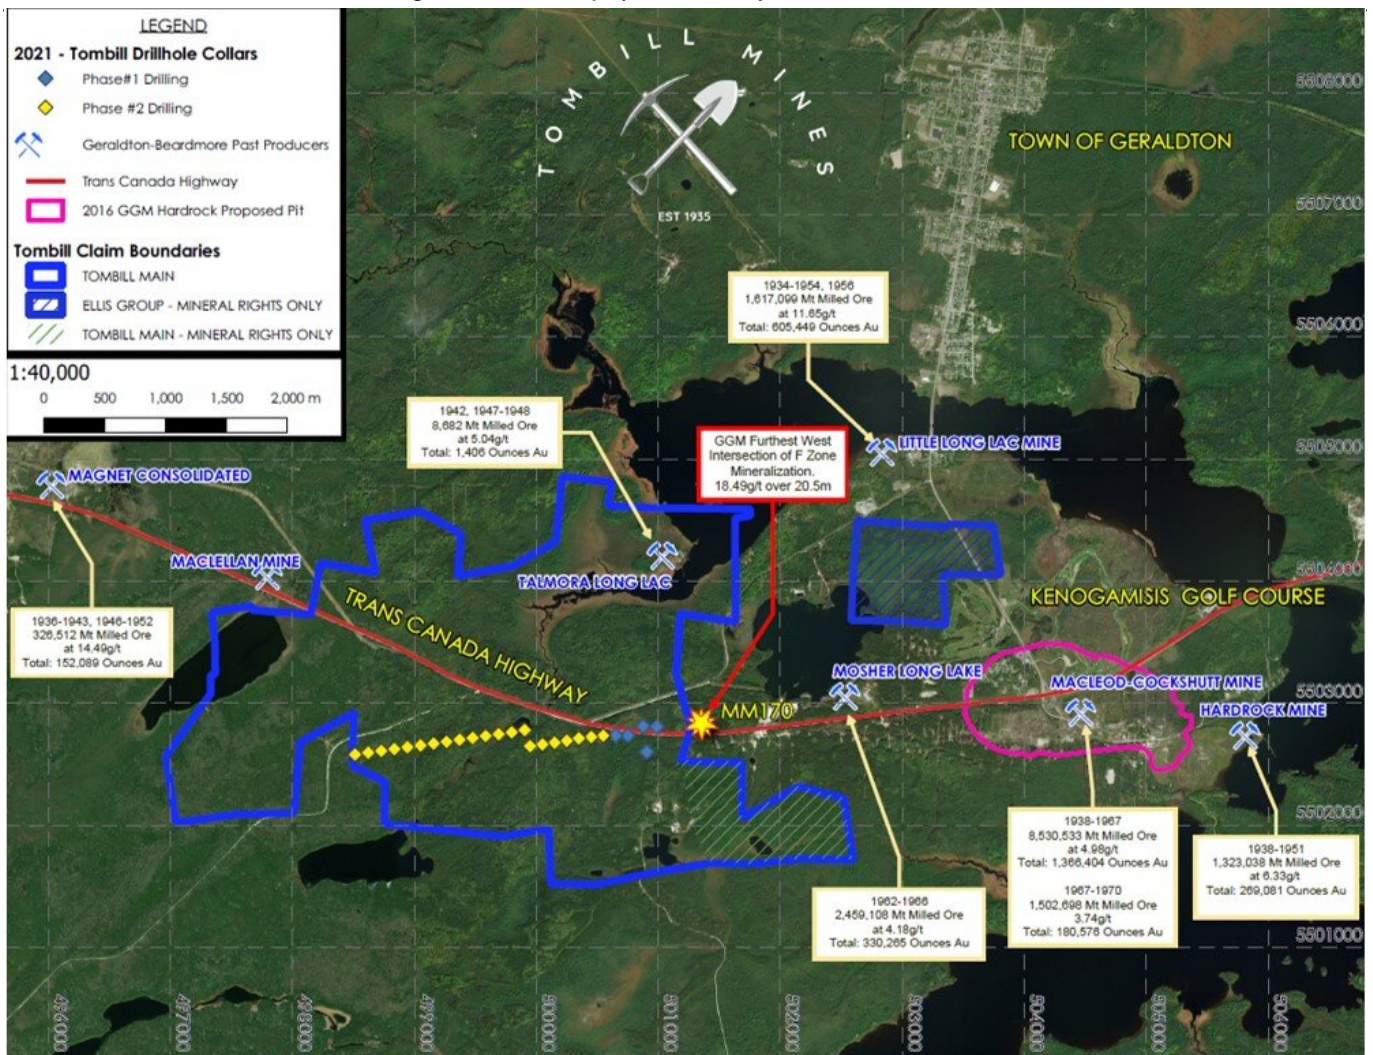 LEGEND
2021 - Tombill Drillhole Collars
Phase#1 Drilling
Phase #2 Drilling
Geraldton-Beardmore Past Producers
Trans Canada Highway
2016 GGM Hardrock Proposed Pit
Tombill Claim Boundaries
TOMBILL MAIN
ELLIS GROUP - MINERAL RIGHTS ONLY
TOMBILL MAIN - MINERAL RIGHTS ONLY
1:40,000
0 500 1,000 1,500 2,000 m
TOMBILL MINES
EST 1935
TOWN OF GERALDTON
5508000
5507000
5506000
5505000
5504000
5503000
5502000
5501000
1934-1954, 1956
1,617,099 Mt Milled Ore
at 11.65g/t
Total: 605,449 Ounces Au
1942, 1947-1948
8,682 Mt Milled Ore
at 5.04g/t
Total: 1,406 Ounces Au
GGM Furthest West
Intersection of F Zone
Mineralization.
18.49g/t over 20.5m
LITTLE LONG LAC MINE
MAGNET CONSOLIDATED
MACLELLAN MINE
TALMORA LONG LAC
TRANS CANADA HIGHWAY
KENOGAMISIS GOLF COURSE
1936-1943, 1946-1952
326,512 Mt Milled Ore
at 14.49g/t
Total: 152,089 Ounces Au
MOSHER LONG LAKE
MACLEOD-COCKSHUTT MINE
HARDROCK MINE
MM170
1938-1967
8,530,533 Mt Milled Ore
at 4.98g/t
Total: 1,366,404 Ounces Au
1967-1970
1,502,698 Mt Milled Ore
3.74g/t
Total: 180,576 Ounces Au
1938-1951
1,323,038 Mt Milled Ore
at 6.33g/t
Total: 269,081 Ounces Au
1962-1966
2,459,108 Mt Milled Ore
at 4.18g/t
Total: 330,265 Ounces Au
496000
497000
498000
499000
500000
501000
502000
503000
504000
505000
506000